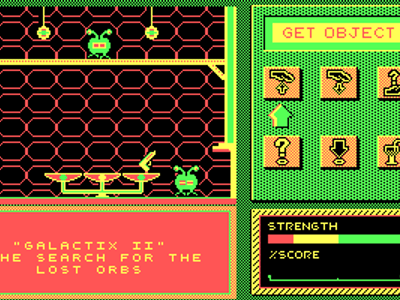 GET OBJECT
"GALACTIX II"
HE SEARCH FOR THE
LOST ORBS
STRENGTH
%SCORE